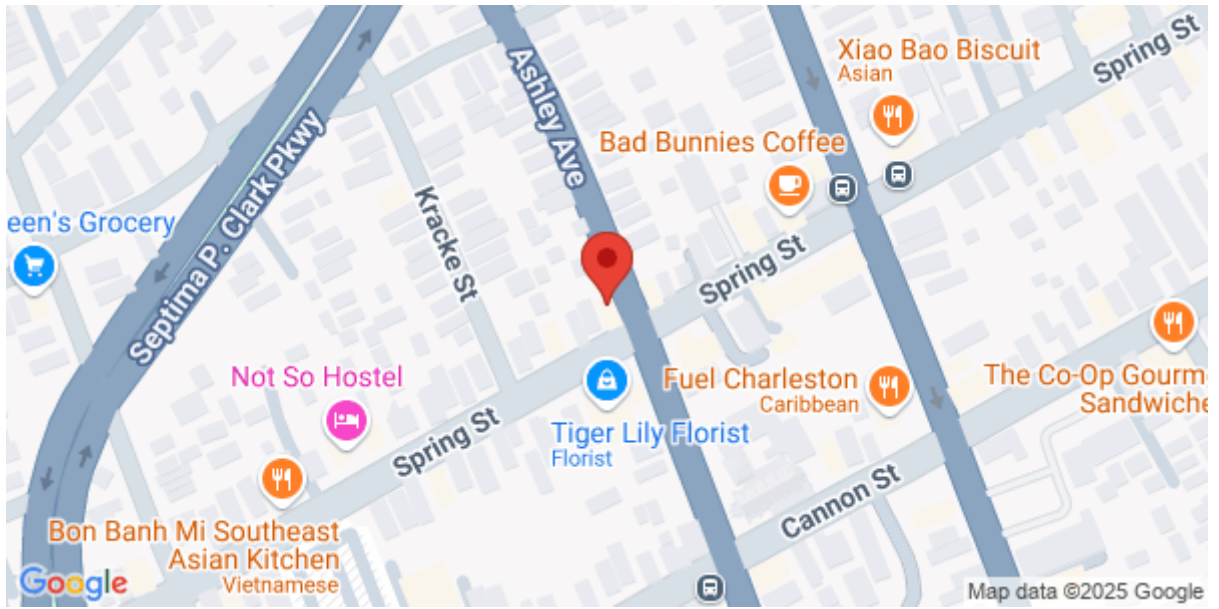 Xiao Bao Biscuit
Asian
Spring St
Ashley Ave
Bad Bunnies Coffee
Septima P. Clark Pkwy
Kracke St
een's Grocery
Spring St
Not So Hostel
Fuel Charleston
Caribbean
The Co-Op Gourm
Sandwiche
Tiger Lily Florist
Florist
Spring St
Cannon St
Bon Banh Mi Southeast
Asian Kitchen
Vietnamese
Google
Map data ©2025 Google